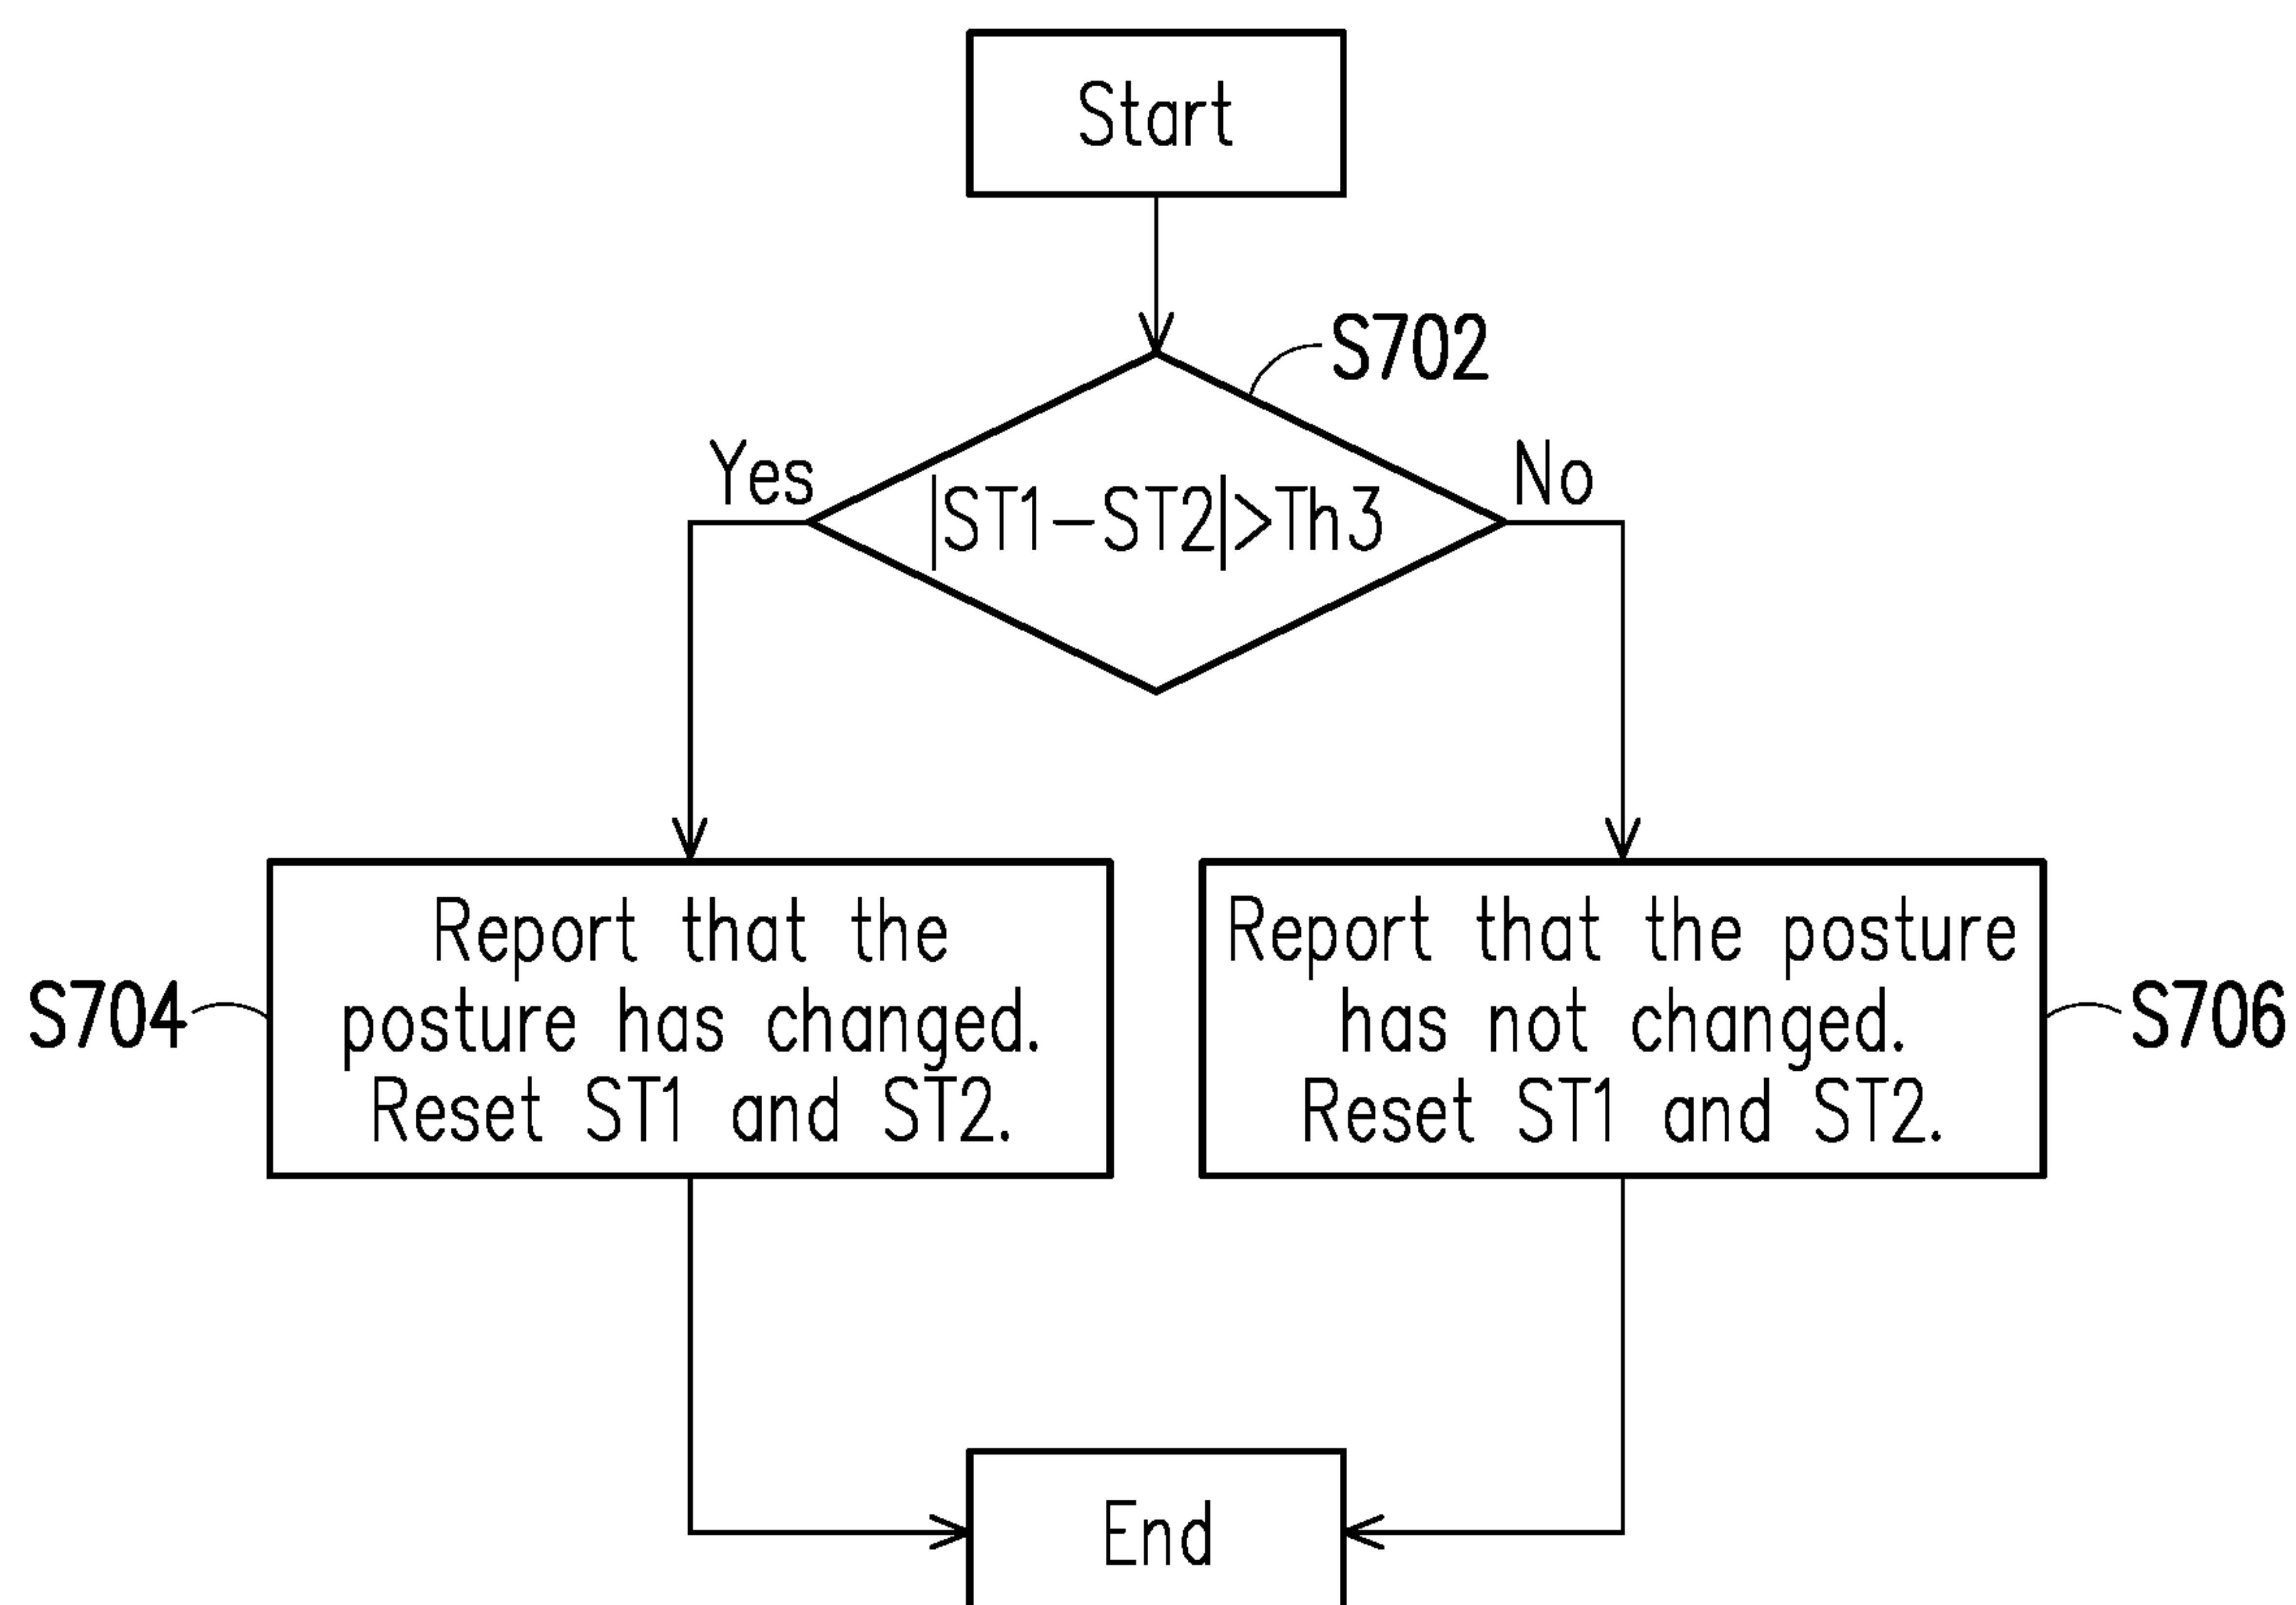 Start
S702
Yes
|ST1-ST2|>Th3
No
Report that the
posture has changed.
Reset ST1 and ST2.
S704
Report that the posture
has not changed.
Reset ST1 and ST2.
S706
End